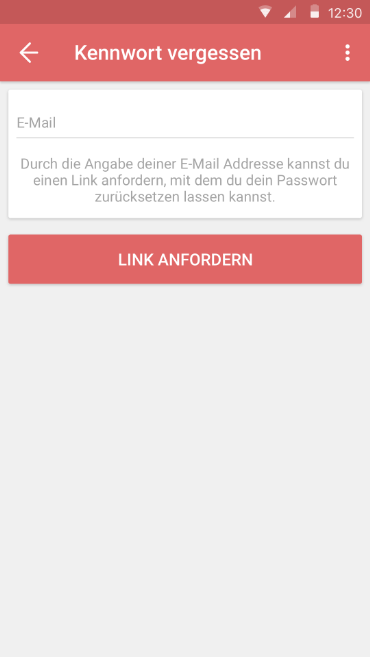 12:30
Kennwort vergessen
E-Mail
Durch die Angabe deiner E-Mail Addresse kannst du
einen Link anfordern, mit dem du dein Passwort
zurücksetzen lassen kannst.
LINK ANFORDERN